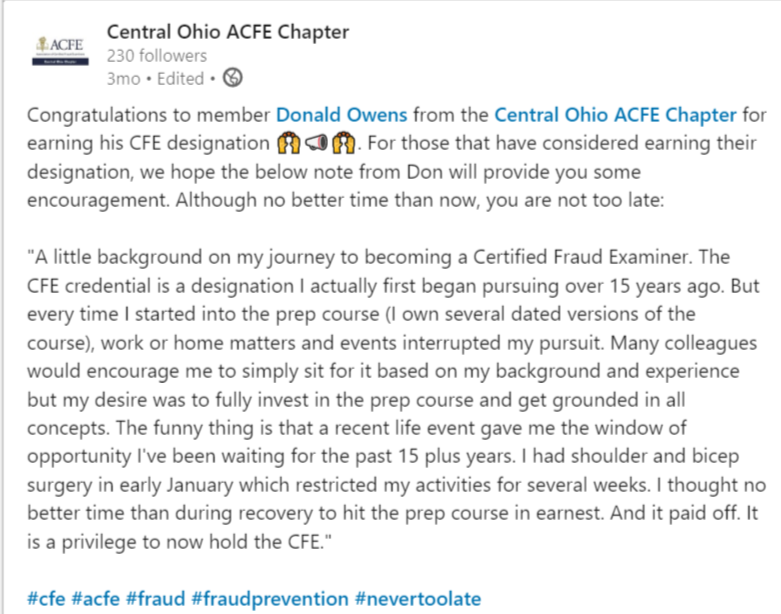 ACFE
Central Ohio ACFE Chapter
230 followers
3mo • Edited •
Congratulations to member Donald Owens from the Central Ohio ACFE Chapter for
earning his CFE designation 🙌📣🙌. For those that have considered earning their
designation, we hope the below note from Don will provide you some
encouragement. Although no better time than now, you are not too late:
"A little background on my journey to becoming a Certified Fraud Examiner. The
CFE credential is a designation I actually first began pursuing over 15 years ago. But
every time I started into the prep course (I own several dated versions of the
course), work or home matters and events interrupted my pursuit. Many colleagues
would encourage me to simply sit for it based on my background and experience
but my desire was to fully invest in the prep course and get grounded in all
concepts. The funny thing is that a recent life event gave me the window of
opportunity I've been waiting for the past 15 plus years. I had shoulder and bicep
surgery in early January which restricted my activities for several weeks. I thought no
better time than during recovery to hit the prep course in earnest. And it paid off. It
is a privilege to now hold the CFE."
#cfe #acfe #fraud #fraudprevention #nevertoolate